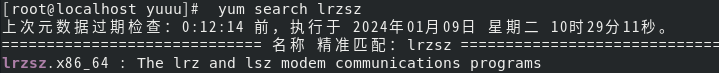 [root@localhost yuuu]#  yum search lrzsz
上次元数据过期检查：0:12:14 前，执行于 2024年01月09日 星期二 10时29分11秒。
============================ 名称 精准匹配：lrzsz ============================
lrzsz.x86_64 : The lrz and lsz modem communications programs